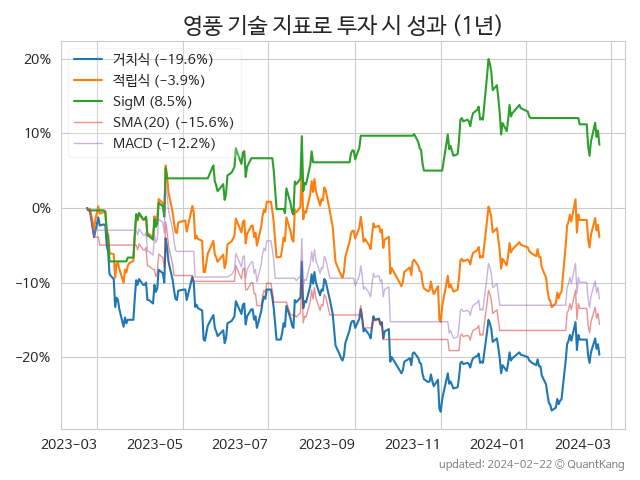 영풍 기술 지표로 투자 시 성과 (1년)
거치식 (−19.6%)
적립식 (−3.9%)
SigM (8.5%)
SMA(20) (−15.6%)
MACD (−12.2%)
20%
10%
0%
−10%
−20%
2023−03 2023−05 2023−07 2023−09 2023−11 2024−01 2024−03
updated: 2024−02−22 © QuantKang